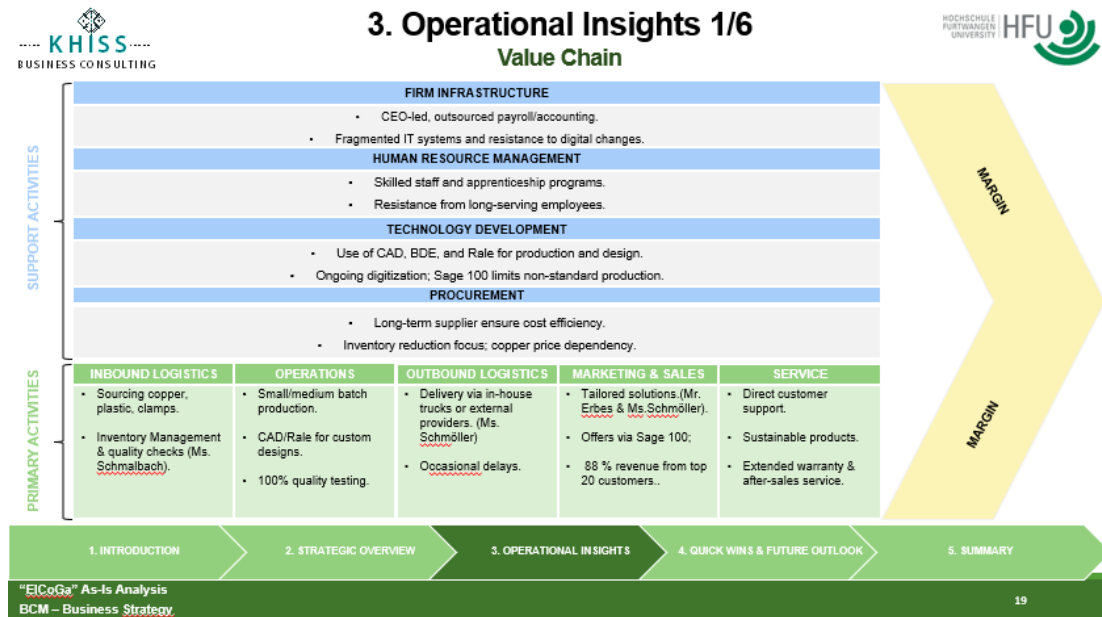 KHISS
BUSINESS CONSULTING
3. Operational Insights 1/6
Value Chain
HOCHSCHULE
FURTWANGEN
UNIVERSITY
HFU
SUPPORT ACTIVITIES
FIRM INFRASTRUCTURE
• CEO-led, outsourced payroll/accounting.
• Fragmented IT systems and resistance to digital changes.
HUMAN RESOURCE MANAGEMENT
• Skilled staff and apprenticeship programs.
• Resistance from long-serving employees.
TECHNOLOGY DEVELOPMENT
• Use of CAD, BDE, and Rale for production and design.
• Ongoing digitization; Sage 100 limits non-standard production.
PROCUREMENT
• Long-term supplier ensure cost efficiency.
• Inventory reduction focus; copper price dependency.
PRIMARY ACTIVITIES
INBOUND LOGISTICS
• Sourcing copper,
plastic, clamps.
• Inventory Management
& quality checks (Ms.
Schmalbach).
OPERATIONS
• Small/medium batch
production.
• CAD/Rale for custom
designs.
• 100% quality testing.
OUTBOUND LOGISTICS
• Delivery via in-house
trucks or external
providers. (Ms.
Schmöller)
• Occasional delays.
MARKETING & SALES
• Tailored solutions.(Mr.
Erbes & Ms.Schmöller).
• Offers via Sage 100;
• 88 % revenue from top
20 customers..
SERVICE
• Direct customer
support.
• Sustainable products.
• Extended warranty &
after-sales service.
MARGIN
MARGIN
1. INTRODUCTION
2. STRATEGIC OVERVIEW
3. OPERATIONAL INSIGHTS
4. QUICK WINS & FUTURE OUTLOOK
5. SUMMARY
"ElCoGa" As-Is Analysis
BCM – Business Strategy
19